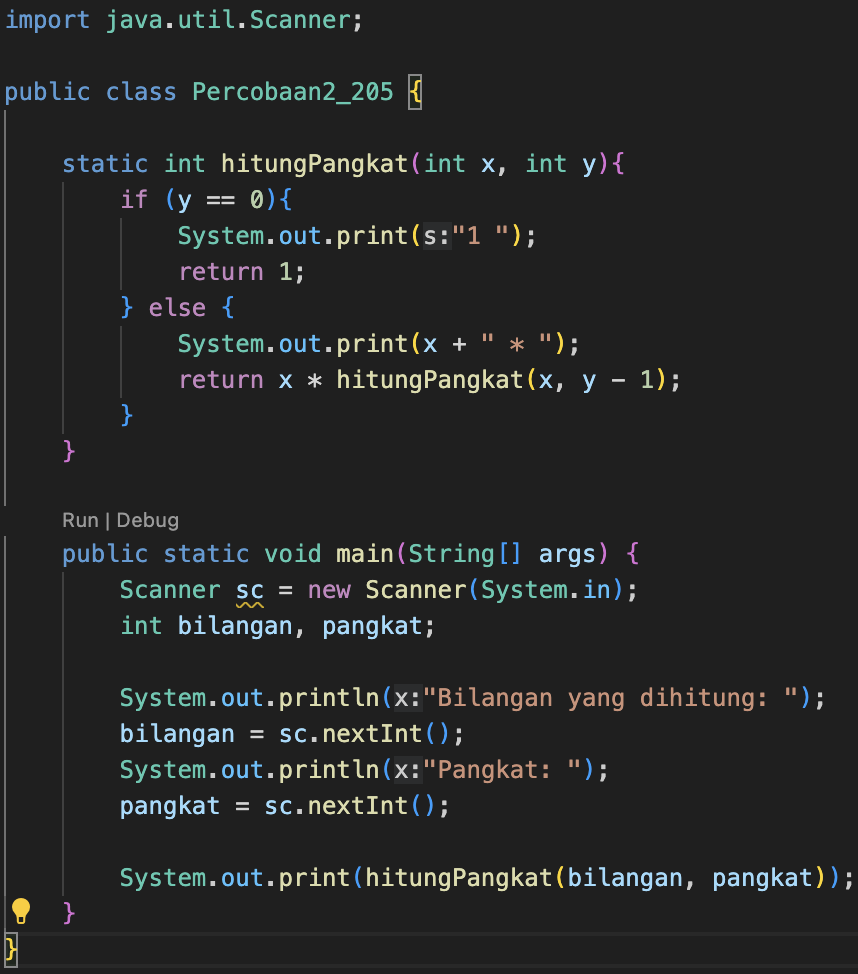 import java.util.Scanner;
public class Percobaan2_205 {
static int hitungPangkat(int x, int y){
if (y == 0){
System.out.print(s:"1 ");
return 1;
} else {
System.out.print(x + " * ");
return x * hitungPangkat(x, y - 1);
}
}
Run | Debug
public static void main(String[] args) {
Scanner sc = new Scanner(System.in);
int bilangan, pangkat;
System.out.println(x:"Bilangan yang dihitung: ");
bilangan = sc.nextInt();
System.out.println(x:"Pangkat: ");
pangkat = sc.nextInt();
System.out.print(hitungPangkat(bilangan, pangkat));
}
}